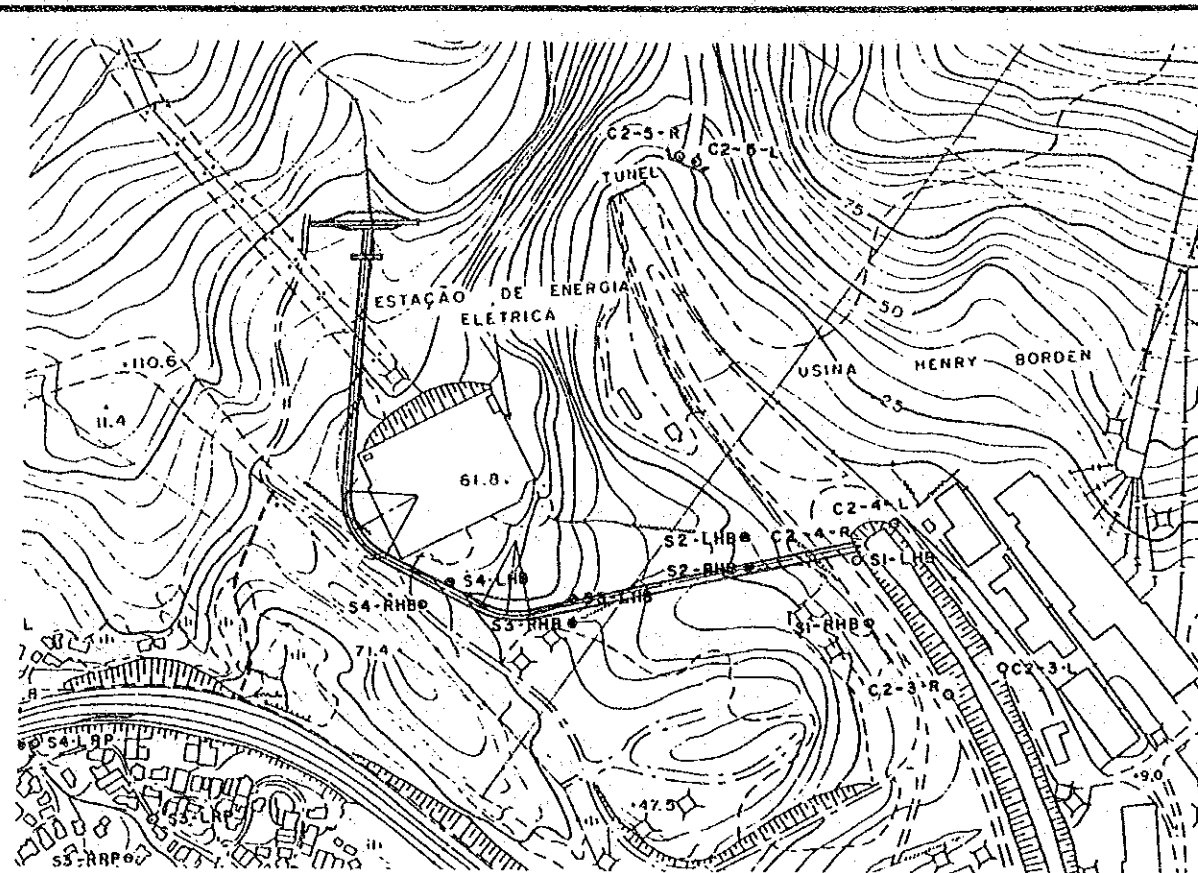 C2-5-R
C2-5-L
TUNEL
75
ESTAÇÃO DE ENERGIA
ELETRICA
50
110.6
USINA HENRY BORDEN
11.4
25
61.8
C2-4-L
S2-LHB
C2-4-R
S1-LHB
S2-RHB
S4-LHB
S3-LHB
S4-RHB
S3-RHB
S1-RHB
71.4
C2-3-L
C2-3-R
S4-LRP
9.0
47.5
S3-LRP
S3-RRP